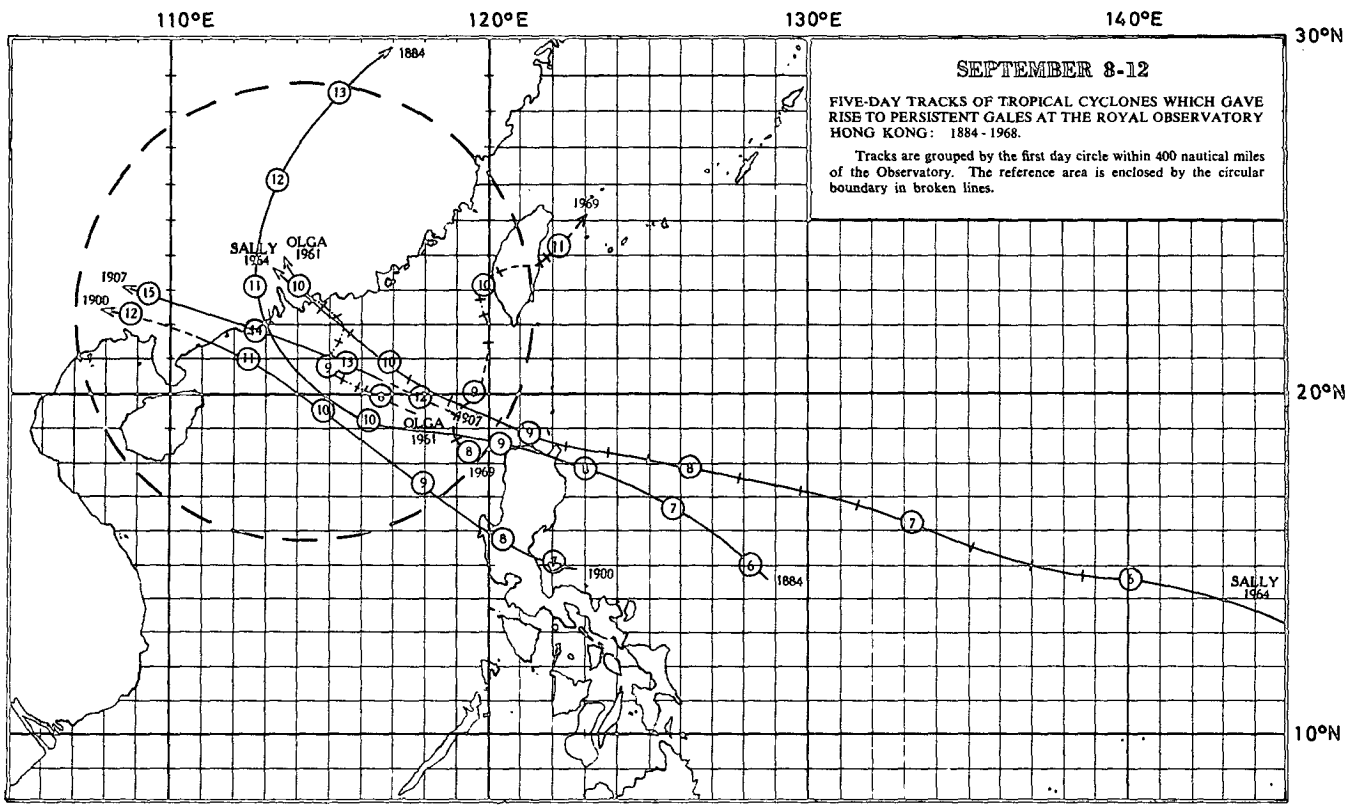 110°E 120°E 130°E 140°E
30°N
SEPTEMBER 8-12
FIVE-DAY TRACKS OF TROPICAL CYCLONES WHICH GAVE
RISE TO PERSISTENT GALES AT THE ROYAL OBSERVATORY
HONG KONG: 1884-1968.
Tracks are grouped by the first day circle within 400 nautical miles
of the Observatory. The reference area is enclosed by the circular
boundary in broken lines.
1884
13
12
1969
11
SALLY
1964
OLGA
1961
1907
15
11
10
10
1900
12
14
11
9
13
10
20°N
6
12
9
1907
10
10
OLGA
1961
9
9
8
1969
8
8
9
7
7
8
7
1900
6
1884
6
SALLY
1964
10°N